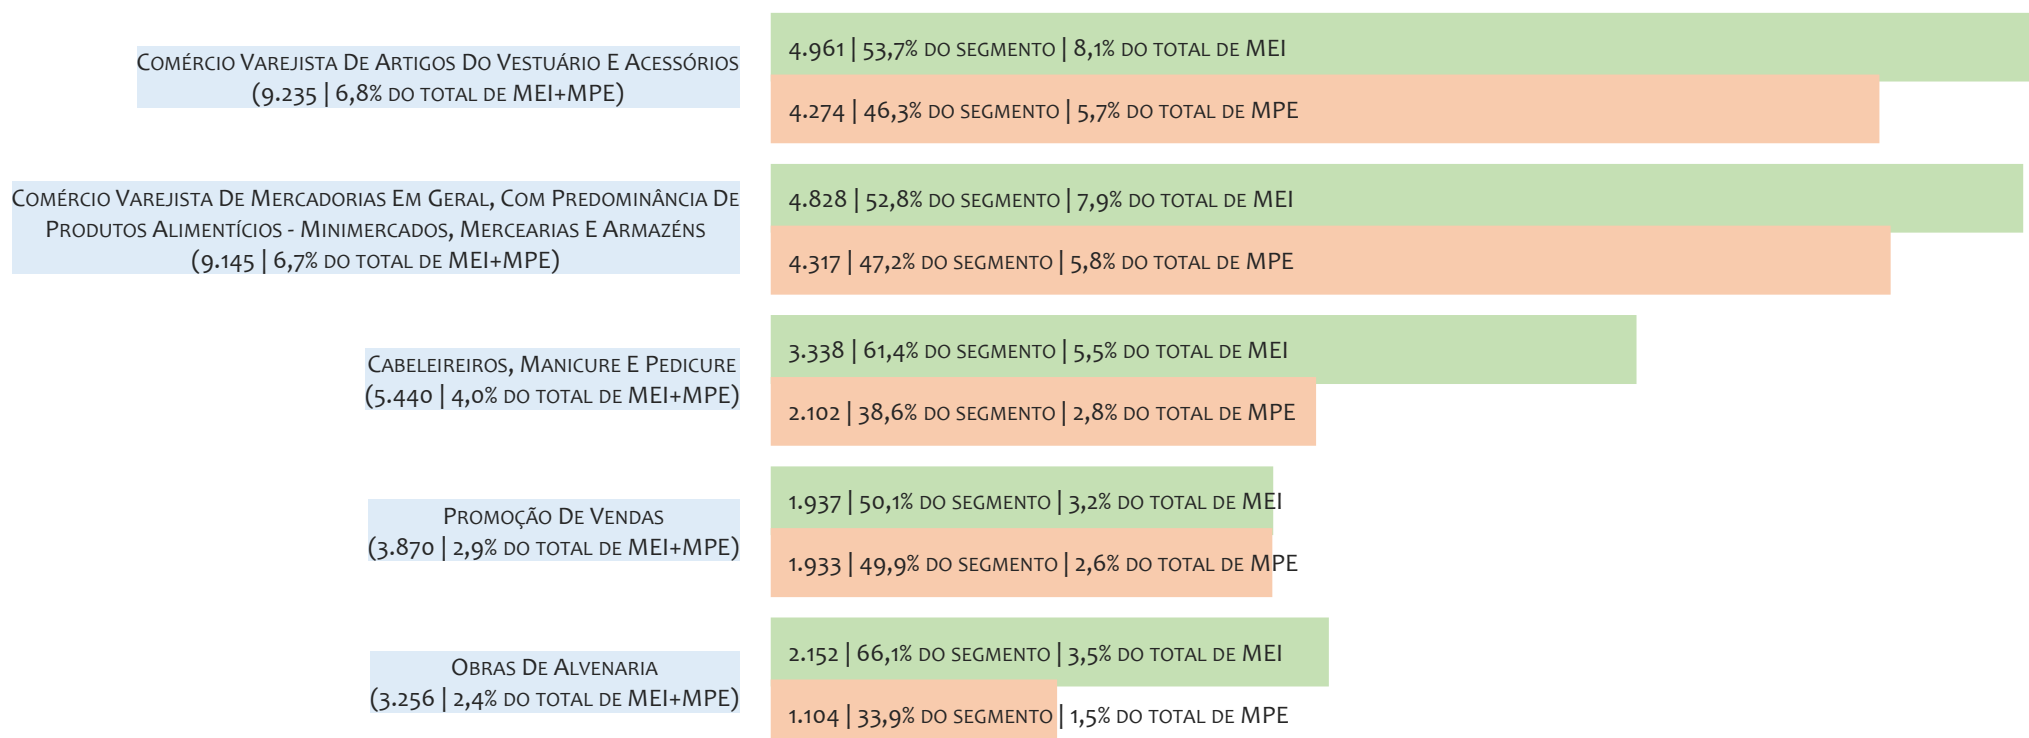 Comércio Varejista De Artigos Do Vestuário E Acessórios
(9.235 | 6,8% do total de MEI+MPE)
4.961 | 53,7% do segmento | 8,1% do total de MEI
4.274 | 46,3% do segmento | 5,7% do total de MPE
Comércio Varejista De Mercadorias Em Geral, Com Predominância De
Produtos Alimentícios - Minimercados, Mercearias E Armazéns
(9.145 | 6,7% do total de MEI+MPE)
4.828 | 52,8% do segmento | 7,9% do total de MEI
4.317 | 47,2% do segmento | 5,8% do total de MPE
Cabeleireiros, Manicure E Pedicure
(5.440 | 4,0% do total de MEI+MPE)
3.338 | 61,4% do segmento | 5,5% do total de MEI
2.102 | 38,6% do segmento | 2,8% do total de MPE
Promoção De Vendas
(3.870 | 2,9% do total de MEI+MPE)
1.937 | 50,1% do segmento | 3,2% do total de MEI
1.933 | 49,9% do segmento | 2,6% do total de MPE
Obras De Alvenaria
(3.256 | 2,4% do total de MEI+MPE)
2.152 | 66,1% do segmento | 3,5% do total de MEI
1.104 | 33,9% do segmento | 1,5% do total de MPE